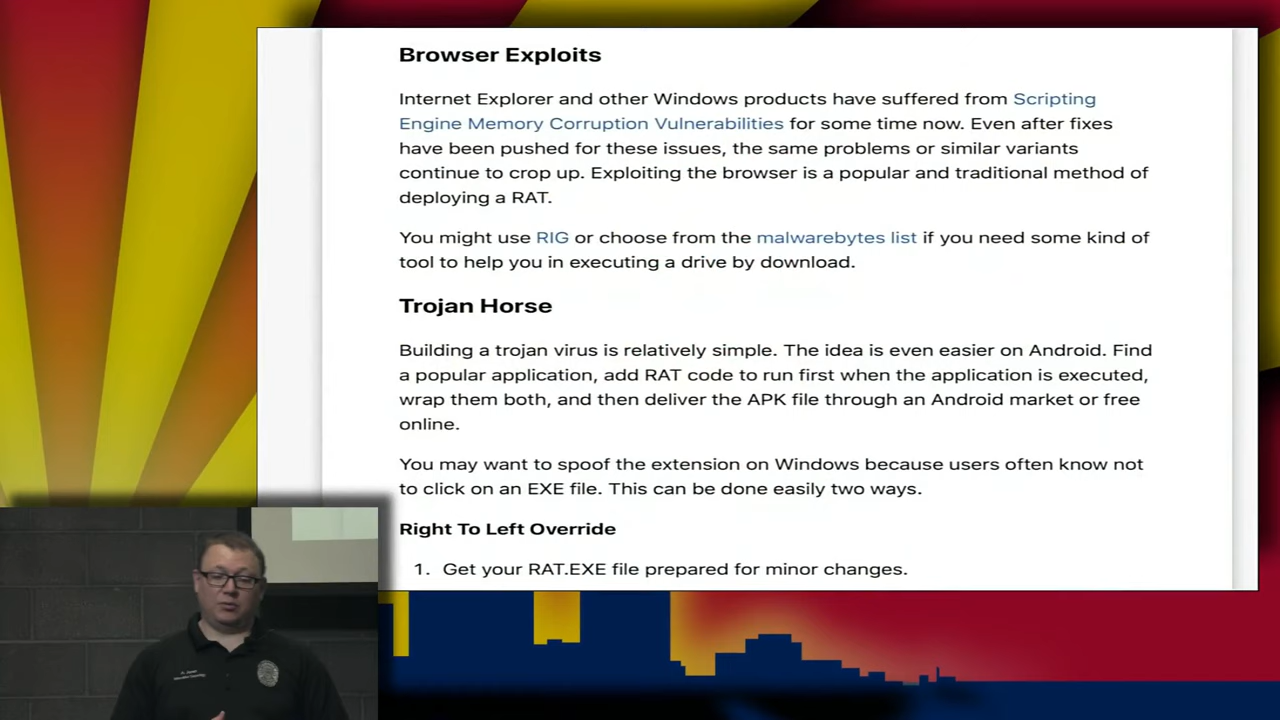 Browser Exploits
Internet Explorer and other Windows products have suffered from Scripting
Engine Memory Corruption Vulnerabilities for some time now. Even after fixes
have been pushed for these issues, the same problems or similar variants
continue to crop up. Exploiting the browser is a popular and traditional method of
deploying a RAT.
You might use RIG or choose from the malwarebytes list if you need some kind of
tool to help you in executing a drive by download.
Trojan Horse
Building a trojan virus is relatively simple. The idea is even easier on Android. Find
a popular application, add RAT code to run first when the application is executed,
wrap them both, and then deliver the APK file through an Android market or free
online.
You may want to spoof the extension on Windows because users often know not
to click on an EXE file. This can be done easily two ways.
Right To Left Override
1. Get your RAT.EXE file prepared for minor changes.